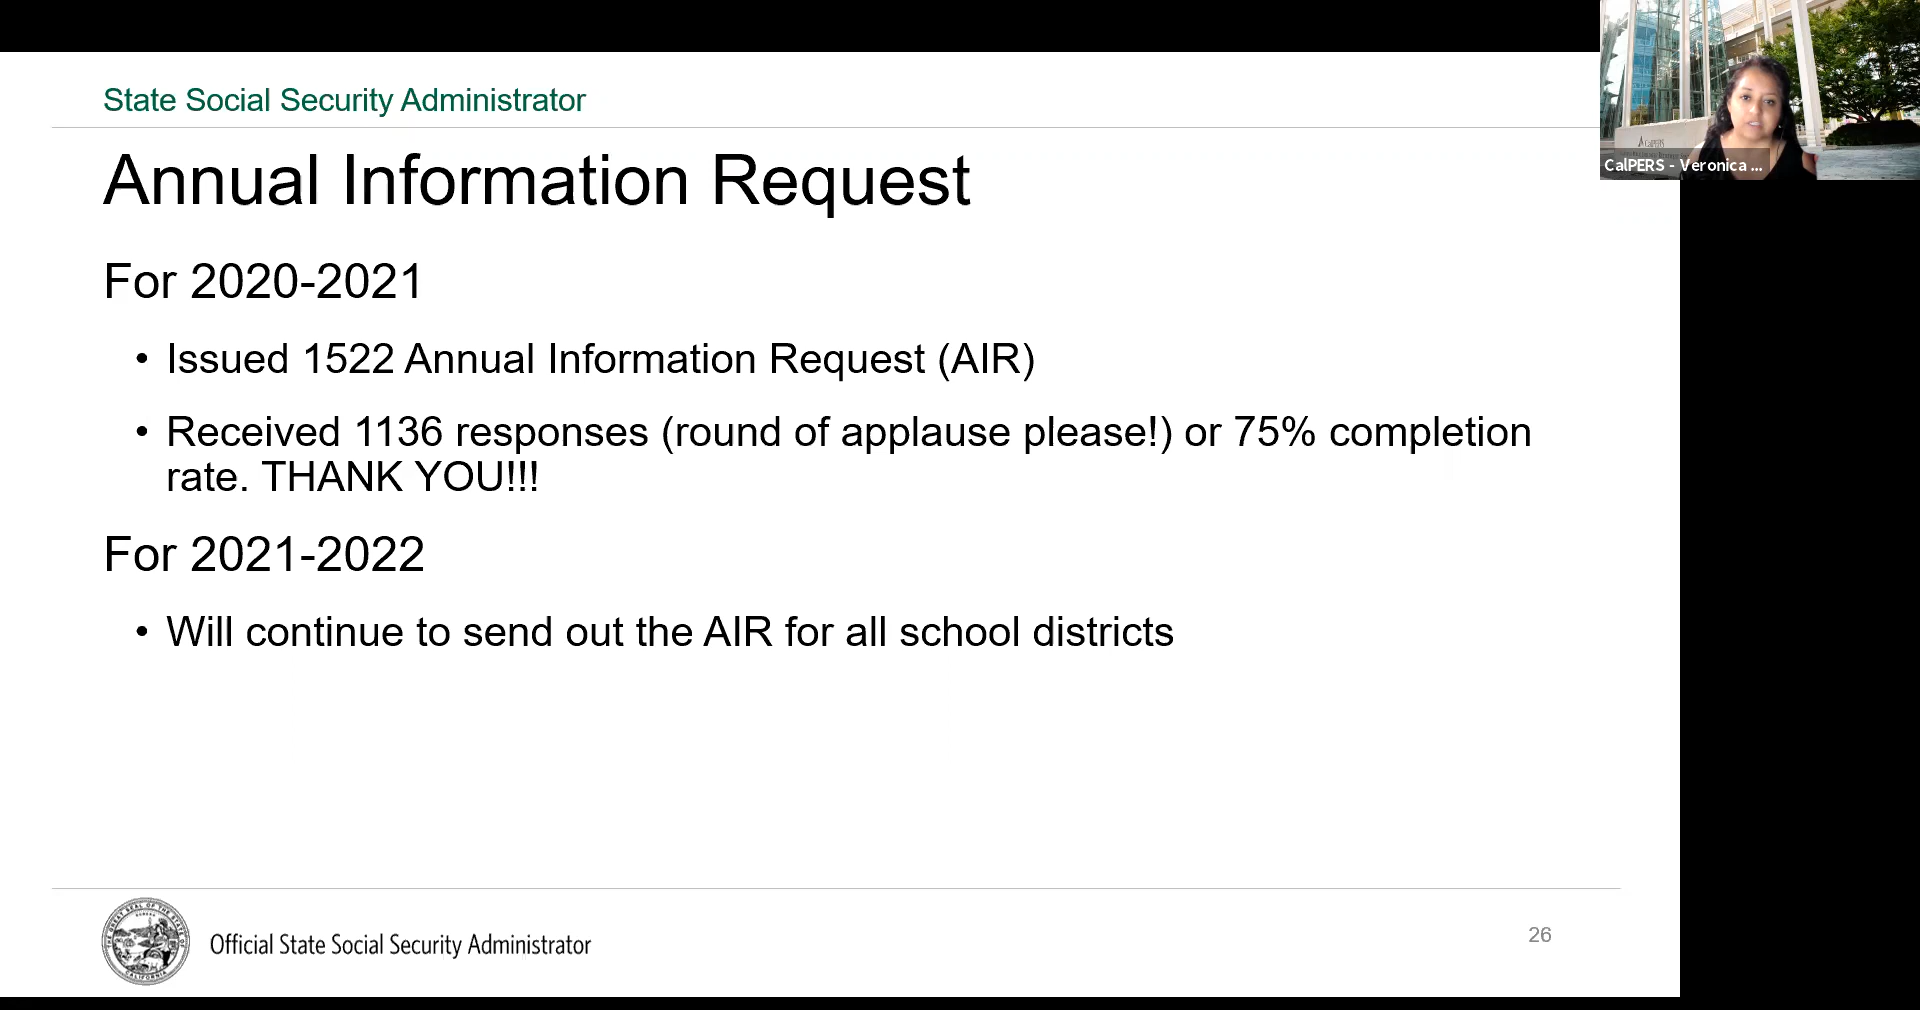 State Social Security Administrator
Annual Information Request
For 2020-2021
• Issued 1522 Annual Information Request (AIR)
• Received 1136 responses (round of applause please!) or 75% completion
rate. THANK YOU!!!
For 2021-2022
• Will continue to send out the AIR for all school districts
Official State Social Security Administrator
26
CalPERS
CalPERS - Veronica ...